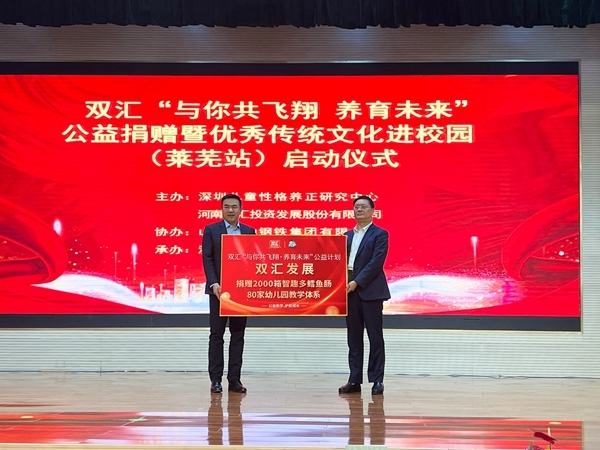 双汇“与你共飞翔 养育未来”
公益捐赠暨优秀传统文化进校园
（莱芜站）启动仪式
主办：深圳儿童性格养正研究中心
河南双汇投资发展股份有限公司
协办：钢铁集团有限
承办：
双汇“与你共飞翔·养育未来”公益计划
双汇发展
捐赠2000箱智趣多鳕鱼肠
80家幼儿园教学体系